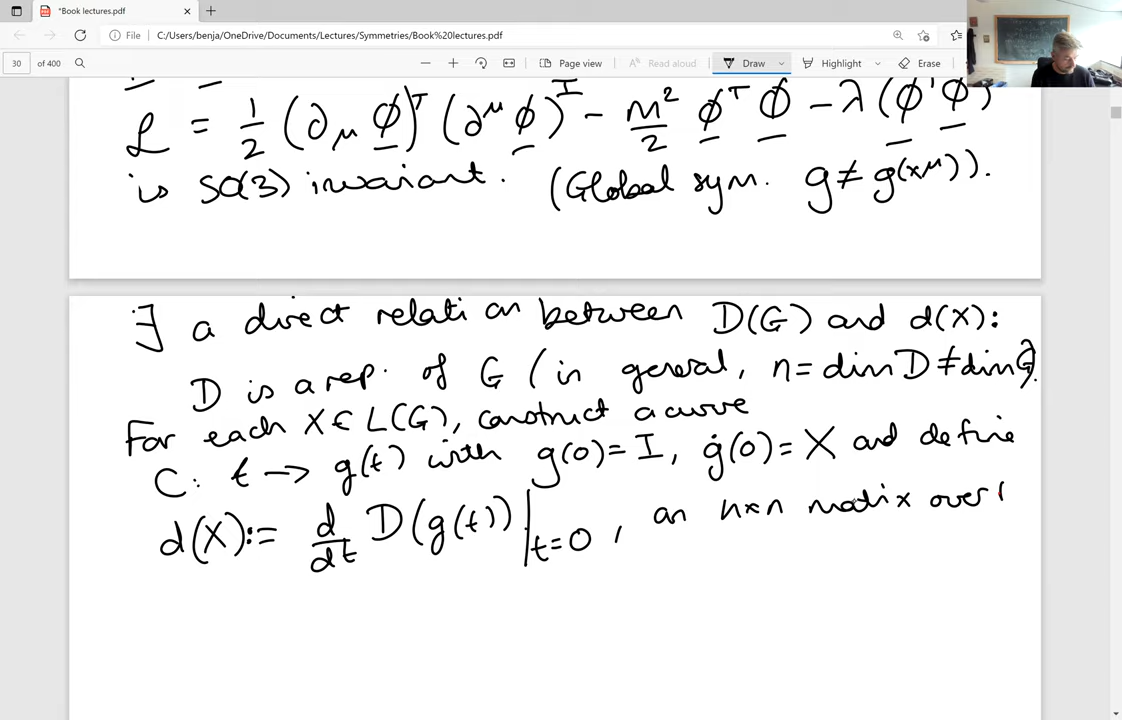 *Book lectures.pdf
File C:/Users/benja/OneDrive/Documents/Lectures/Symmetries/Book%20lectures.pdf
30 of 400 Page view Read aloud Draw Highlight Erase
ℒ = 1/2 (∂_μ Φ)^T (∂^μ Φ) - M²/2 Φ^T Φ - λ (Φ^T Φ)
is SO(3) invariant. (Global sym. g ≠ g(x^μ)).
∃ a direct relation between D(G) and d(X):
D is a rep. of G (in general, n = dim D ≠ dim G).
For each X ∈ L(G), construct a curve
C: t → g(t) with g(0) = I, ġ(0) = X and define
d(X) := d/dt D(g(t)) |_{t=0}, an n×n matrix over